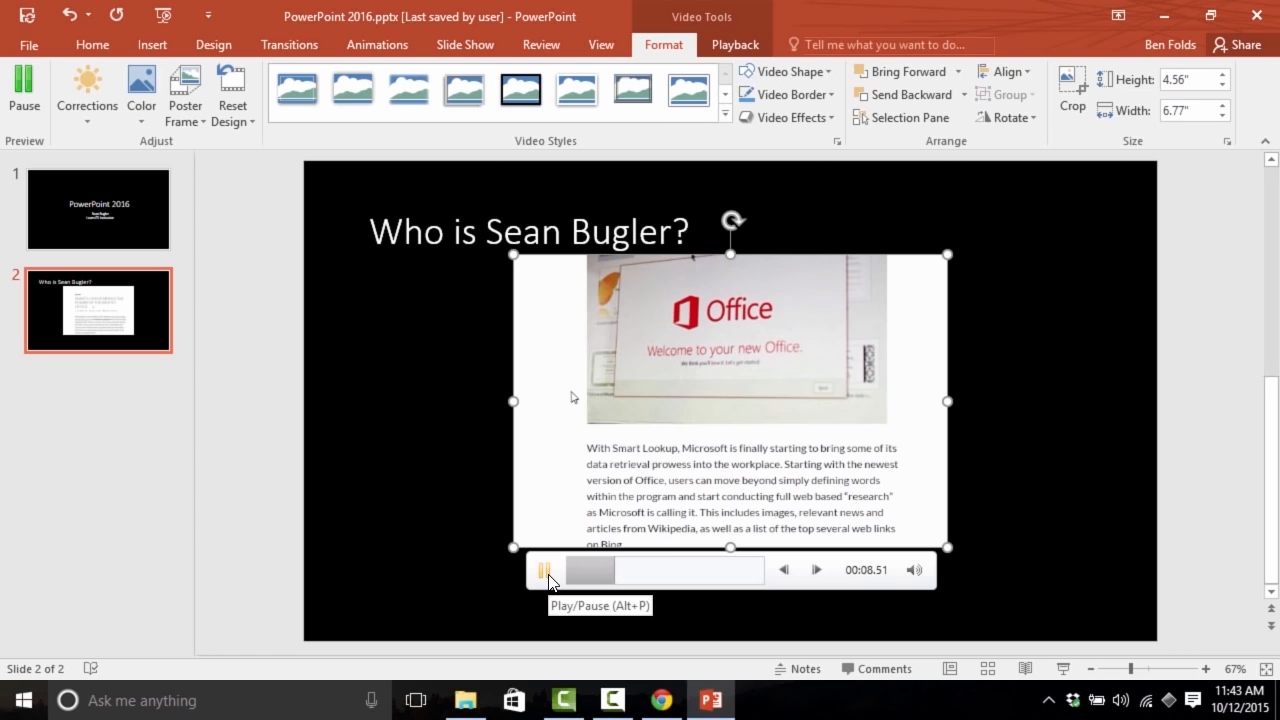 PowerPoint 2016.pptx [Last saved by user] - PowerPoint
Video Tools
File Home Insert Design Transitions Animations Slide Show Review View Format Playback Tell me what you want to do... Ben Folds Share
Pause
Corrections
Color
Poster Frame
Reset Design
Video Shape
Video Border
Video Effects
Bring Forward
Send Backward
Selection Pane
Align
Group
Rotate
Crop
Height: 4.56"
Width: 6.77"
Preview Adjust Video Styles Arrange Size
1
PowerPoint 2016
Sean Bugler
2
Who is Sean Bugler?
Who is Sean Bugler?
Office
Welcome to your new Office.
With Smart Lookup, Microsoft is finally starting to bring some of its
data retrieval prowess into the workplace. Starting with the newest
version of Office, users can move beyond simply defining words
within the program and start conducting full web based "research"
as Microsoft is calling it. This includes images, relevant news and
articles from Wikipedia, as well as a list of the top several web links
on Bing
00:08.51
Play/Pause (Alt+P)
Slide 2 of 2 Notes Comments 67%
Ask me anything
11:43 AM
10/12/2015